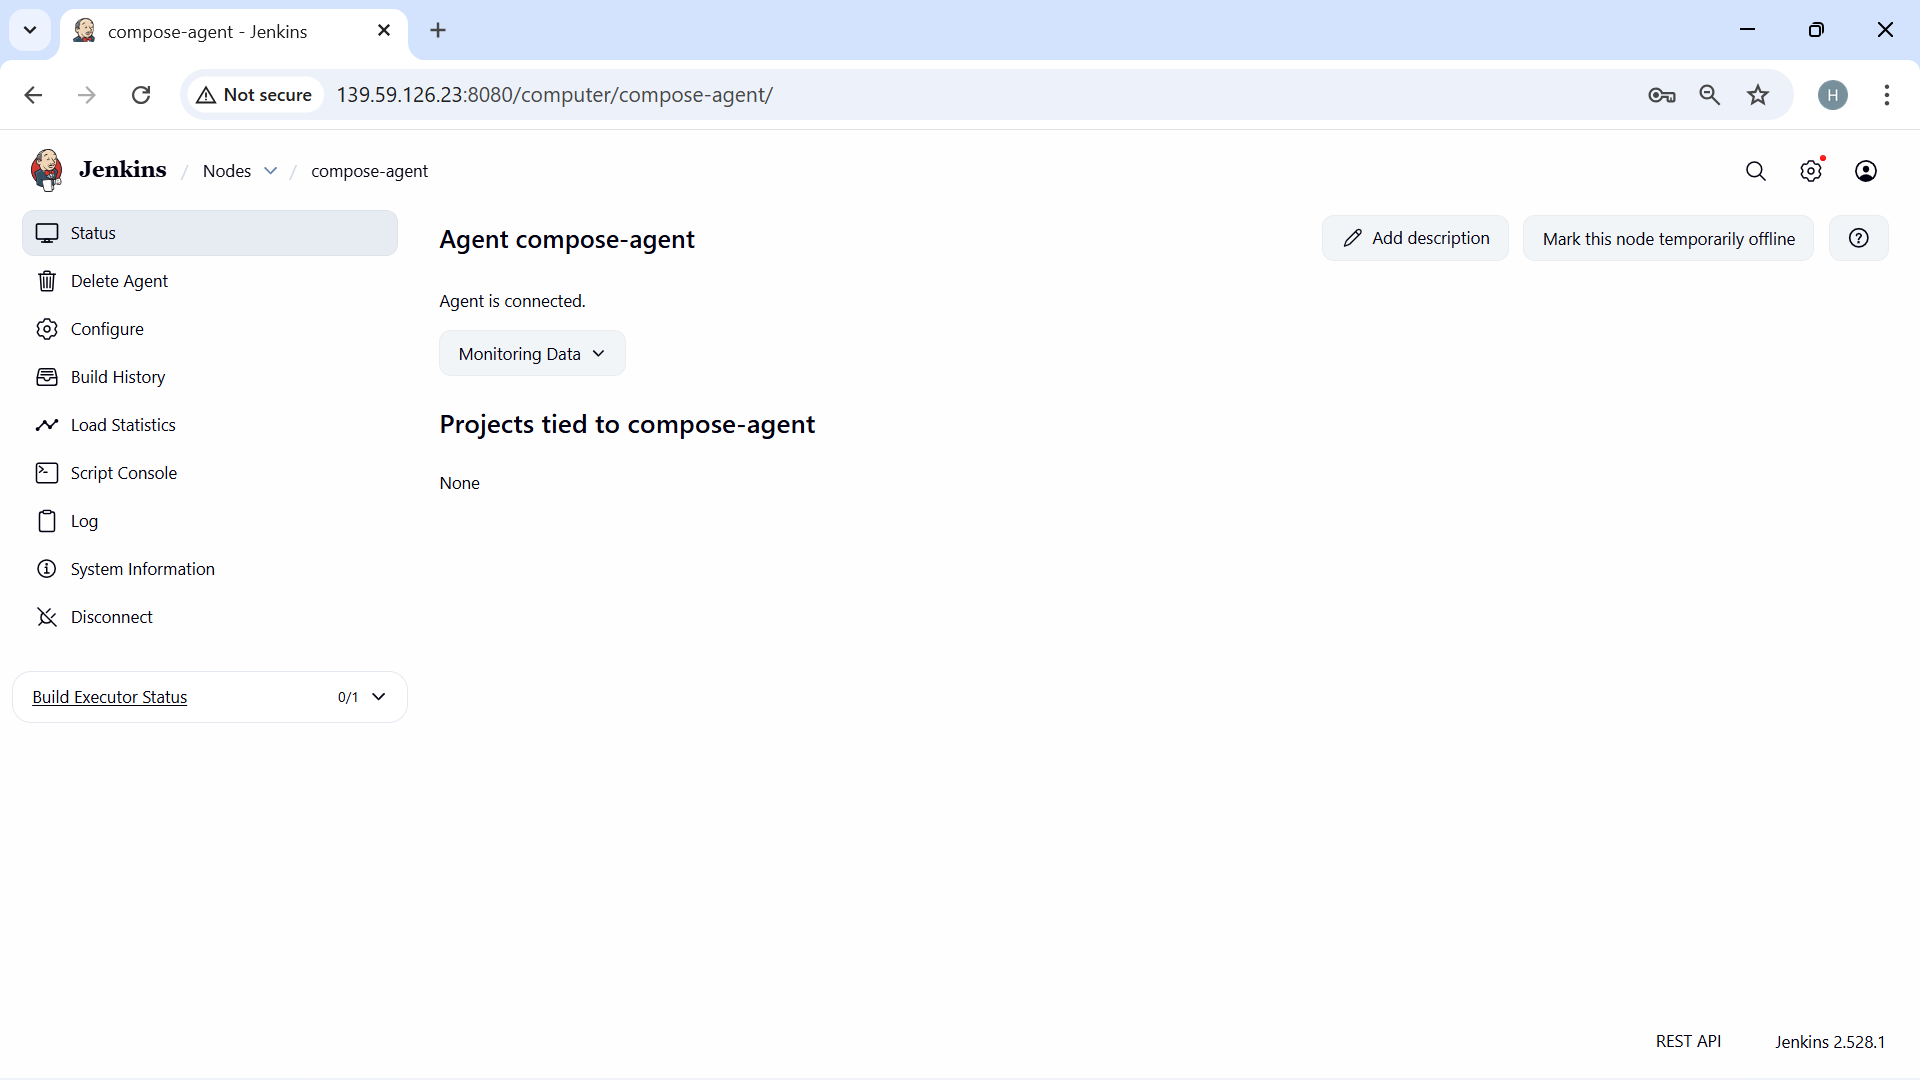 compose-agent - Jenkins
Not secure
139.59.126.23:8080/computer/compose-agent/
H
Jenkins / Nodes / compose-agent
Status
Delete Agent
Configure
Build History
Load Statistics
Script Console
Log
System Information
Disconnect
Build Executor Status 0/1
Agent compose-agent
Add description
Mark this node temporarily offline
Agent is connected.
Monitoring Data
Projects tied to compose-agent
None
REST API
Jenkins 2.528.1